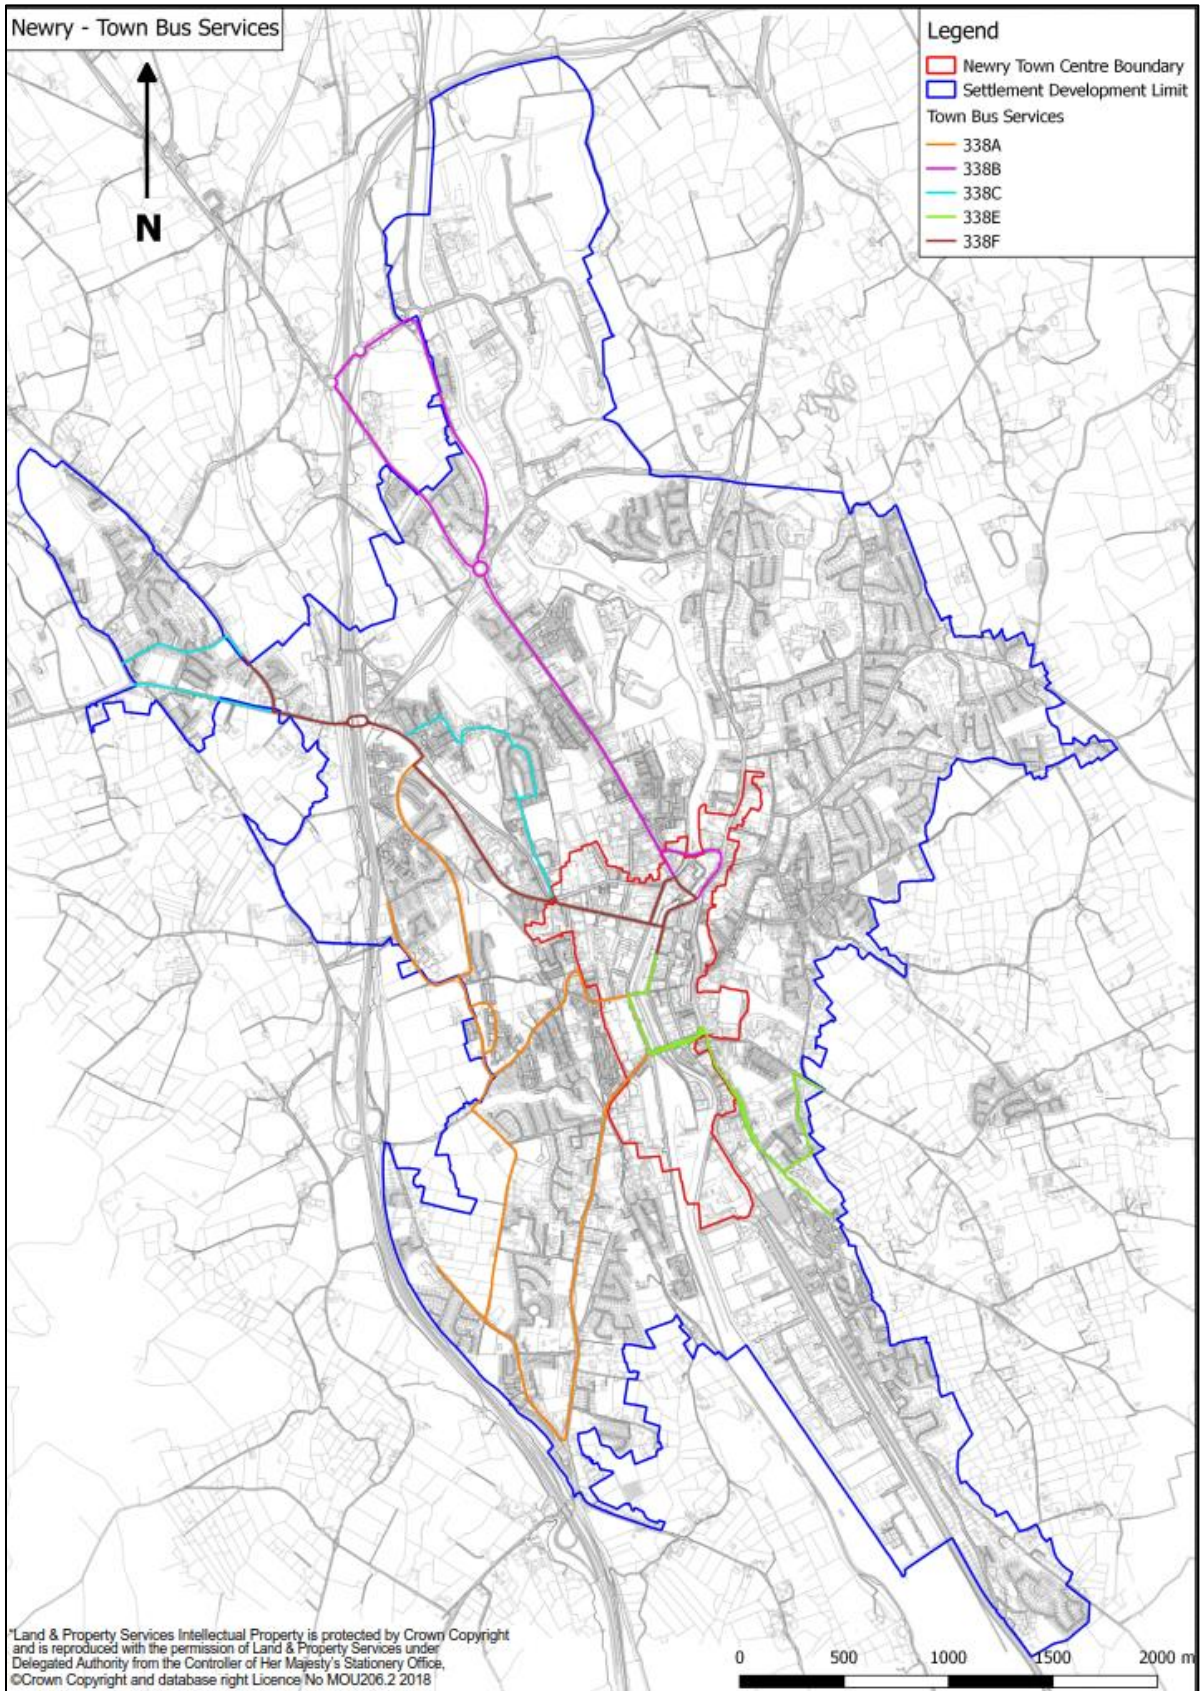 Newry - Town Bus Services
N
Legend
Newry Town Centre Boundary
Settlement Development Limit
Town Bus Services
338A
338B
338C
338E
338F
"Land & Property Services Intellectual Property is protected by Crown Copyright
and is reproduced with the permission of Land & Property Services under
Delegated Authority from the Controller of Her Majesty's Stationery Office,
©Crown Copyright and database right Licence No MOU206.2 2018
0 500 1000 1500 2000 m